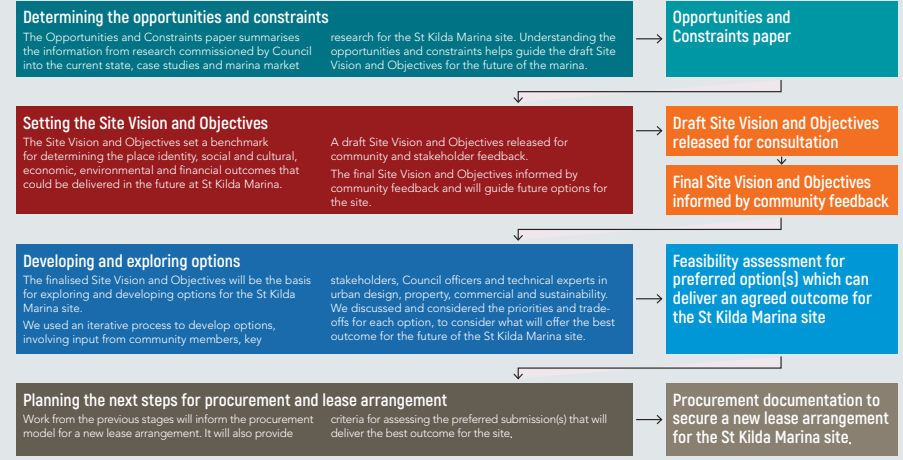 Determining the opportunities and constraints
The Opportunities and Constraints paper summarises
the information from research commissioned by Council
into the current state, case studies and marina market
research for the St Kilda Marina site. Understanding the
opportunities and constraints helps guide the draft Site
Vision and Objectives for the future of the marina.
Opportunities and
Constraints paper
Setting the Site Vision and Objectives
The Site Vision and Objectives set a benchmark
for determining the place identity, social and cultural,
economic, environmental and financial outcomes that
could be delivered in the future at St Kilda Marina.
A draft Site Vision and Objectives released for
community and stakeholder feedback.
The final Site Vision and Objectives informed by
community feedback and will guide future options for
the site.
Draft Site Vision and Objectives
released for consultation
Final Site Vision and Objectives
informed by community feedback
Developing and exploring options
The finalised Site Vision and Objectives will be the basis
for exploring and developing options for the St Kilda
Marina site.
We used an iterative process to develop options,
involving input from community members, key
stakeholders, Council officers and technical experts in
urban design, property, commercial and sustainability.
We discussed and considered the priorities and trade-
offs for each option, to consider what will offer the best
outcome for the future of the St Kilda Marina site.
Feasibility assessment for
preferred option(s) which can
deliver an agreed outcome for
the St Kilda Marina site
Planning the next steps for procurement and lease arrangement
Work from the previous stages will inform the procurement
model for a new lease arrangement. It will also provide
criteria for assessing the preferred submission(s) that will
deliver the best outcome for the site.
Procurement documentation to
secure a new lease arrangement
for the St Kilda Marina site.